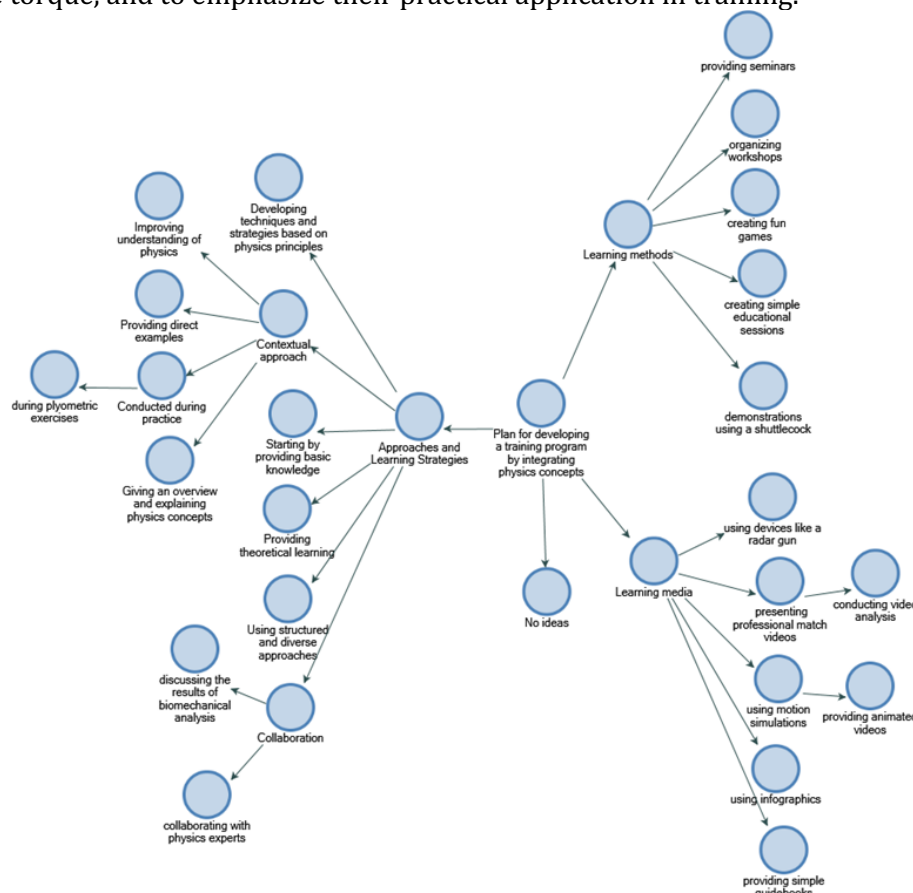 torque, and to emphasize their practical application in training.
providing seminars
organizing
workshops
creating fun
games
Learning methods
creating simple
educational
sessions
demonstrations
using a shuttlecock
Developing
techniques and
strategies based on
physics principles
Improving
understanding of
physics
Providing direct
examples
Contextual
approach
during plyometric
exercises
Conducted during
practice
Giving an overview
and explaining
physics concepts
Starting by
providing basic
knowledge
Approaches and
Learning Strategies
Plan for developing
a training program
by integrating
physics concepts
Providing
theoretical learning
Using structured
and diverse
approaches
discussing the
results of
biomechanical
analysis
Collaboration
collaborating with
physics experts
No ideas
Learning media
using devices like a
radar gun
presenting
professional match
videos
conducting video
analysis
using motion
simulations
providing animated
videos
using infographics
providing simple
guidebooks